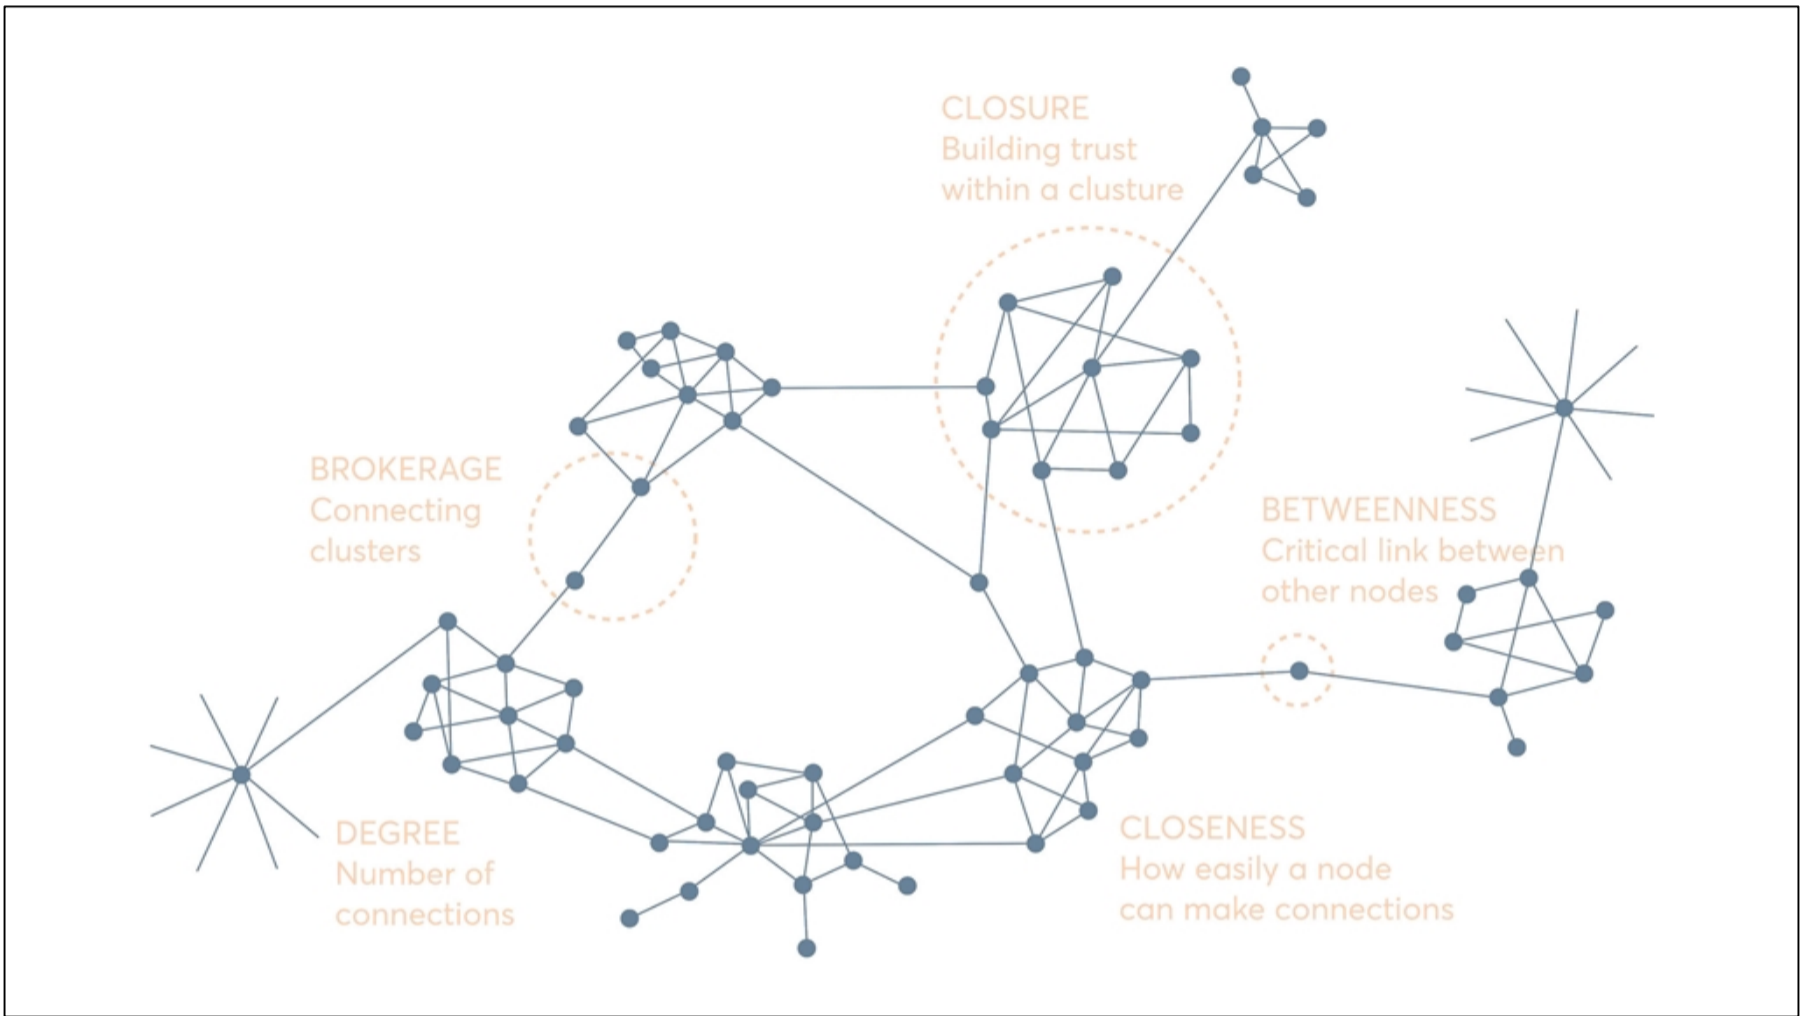 CLOSURE
Building trust
within a clusture
BROKERAGE
Connecting
clusters
BETWEENNESS
Critical link between
other nodes
DEGREE
Number of
connections
CLOSENESS
How easily a node
can make connections